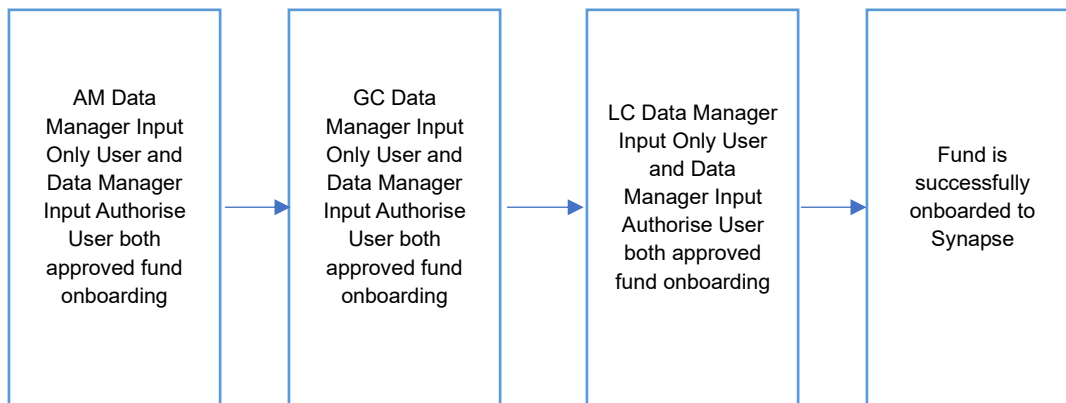 AM Data
Manager Input
Only User and
Data Manager
Input Authorise
User both
approved fund
onboarding
GC Data
Manager Input
Only User and
Data Manager
Input Authorise
User both
approved fund
onboarding
LC Data Manager
Input Only User
and Data
Manager Input
Authorise User
both approved
fund onboarding
Fund is
successfully
onboarded to
Synapse